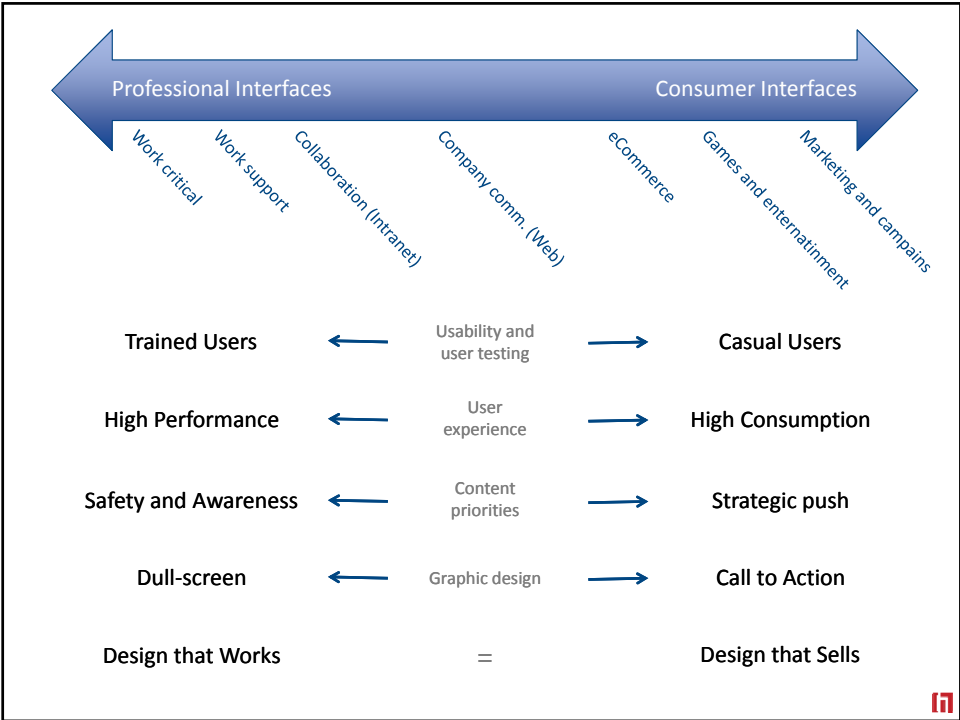 Professional Interfaces
Consumer Interfaces
Work critical
Work support
Collaboration (Intranet)
Company comm. (Web)
eCommerce
Games and enternatinment
Marketing and campains
Trained Users
Usability and
user testing
Casual Users
High Performance
User
experience
High Consumption
Safety and Awareness
Content
priorities
Strategic push
Dull-screen
Graphic design
Call to Action
Design that Works
=
Design that Sells